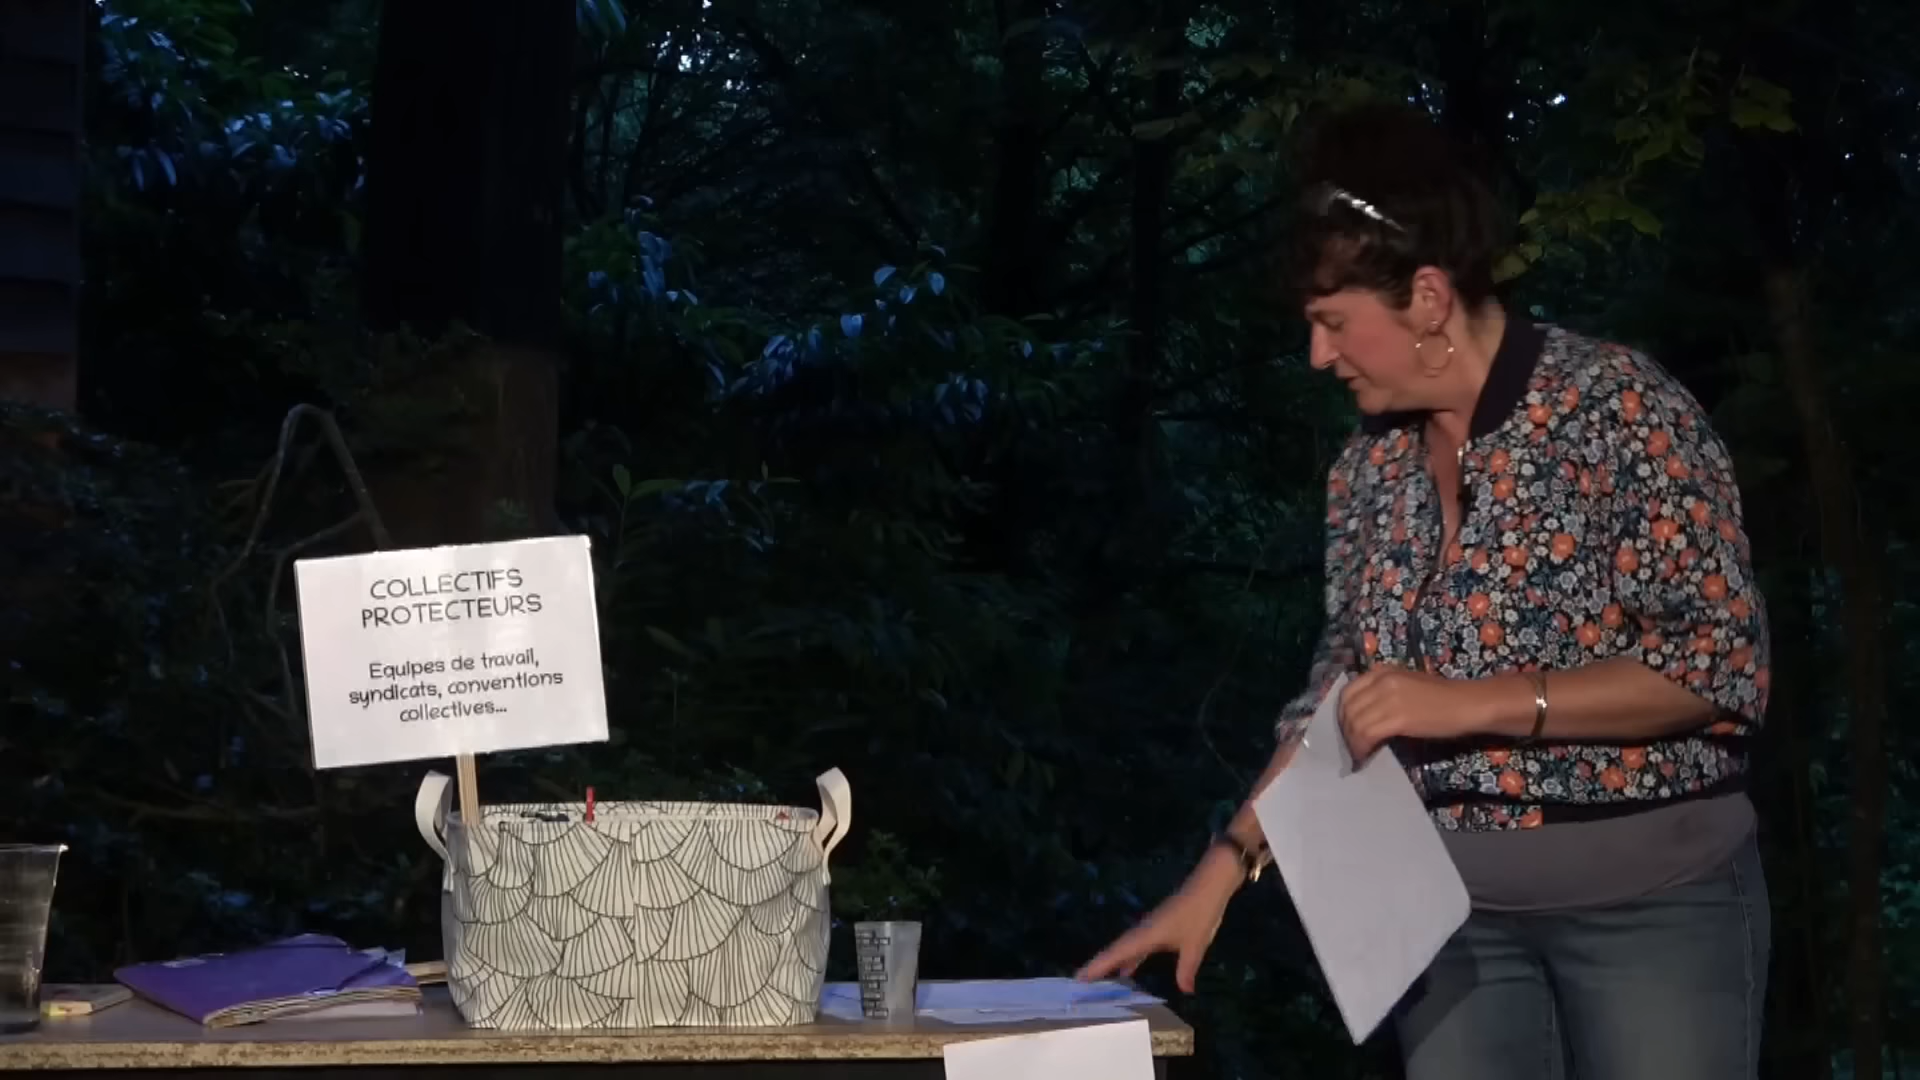 COLLECTIFS
PROTECTEURS
Equipes de travail,
syndicats, conventions
collectives...